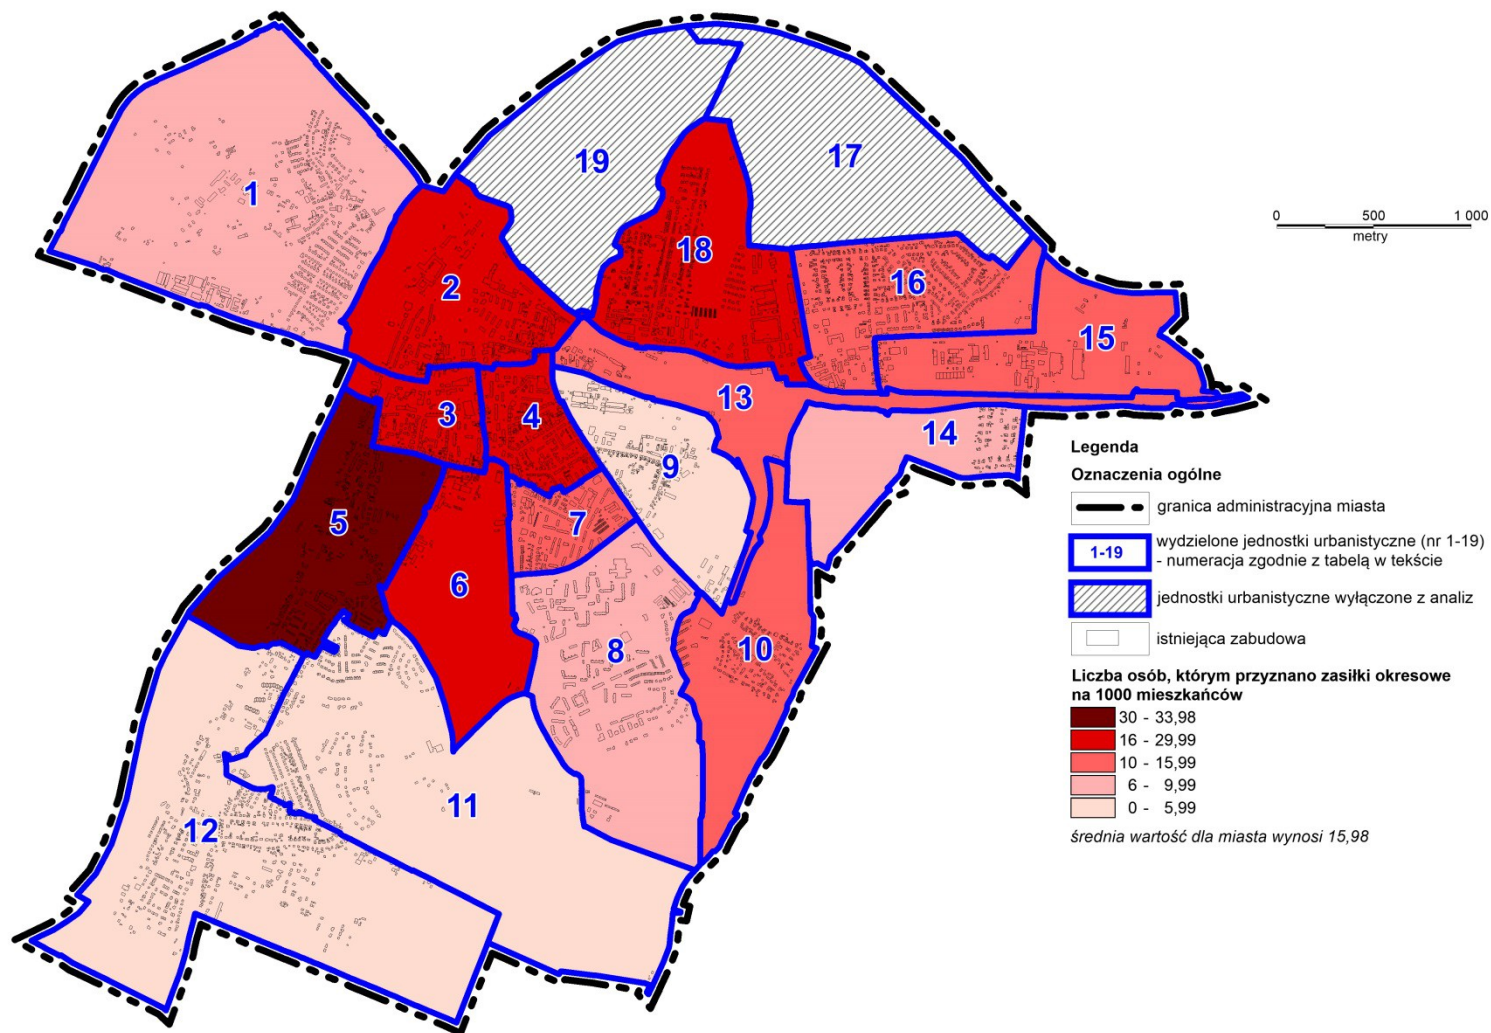 19
17
1
18
2
16
15
0 500 1 000
metry
3
4
13
14
9
5
7
6
8
10
11
12
Legenda
Oznaczenia ogólne
granica administracyjna miasta
1-19
wydzielone jednostki urbanistyczne (nr 1-19)
- numeracja zgodnie z tabelą w tekście
jednostki urbanistyczne wyłączone z analiz
istniejąca zabudowa
Liczba osób, którym przyznano zasiłki okresowe
na 1000 mieszkańców
30 - 33,98
16 - 29,99
10 - 15,99
6 - 9,99
0 - 5,99
średnia wartość dla miasta wynosi 15,98